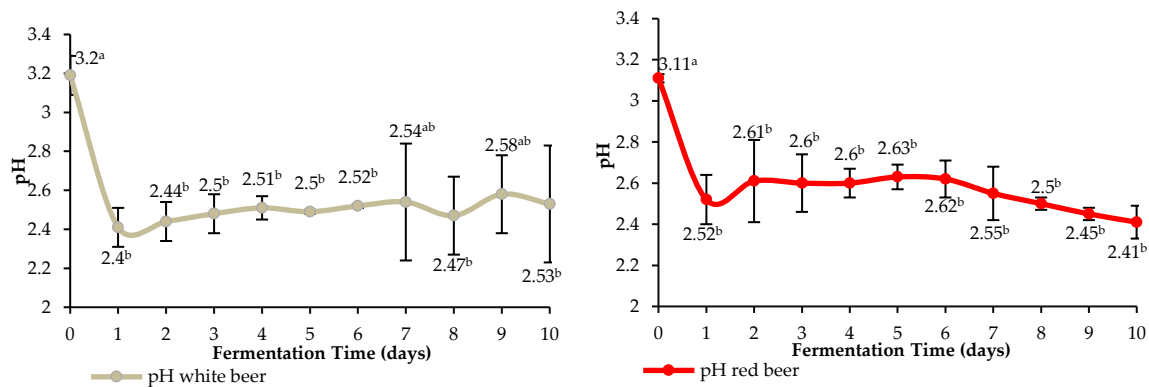 3.4
3.2
3
2.8
2.6
2.4
2.2
2
pH
3.2ᵃ
2.4ᵇ
2.44ᵇ
2.5ᵇ
2.51ᵇ
2.5ᵇ
2.52ᵇ
2.54ᵃᵇ
2.47ᵇ
2.58ᵃᵇ
2.53ᵇ
0 1 2 3 4 5 6 7 8 9 10
Fermentation Time (days)
pH white beer
3.4
3.2
3
2.8
2.6
2.4
2.2
2
pH
3.11ᵃ
2.52ᵇ
2.61ᵇ
2.6ᵇ
2.6ᵇ
2.63ᵇ
2.62ᵇ
2.55ᵇ
2.5ᵇ
2.45ᵇ
2.41ᵇ
0 1 2 3 4 5 6 7 8 9 10
Fermentation Time (days)
pH red beer